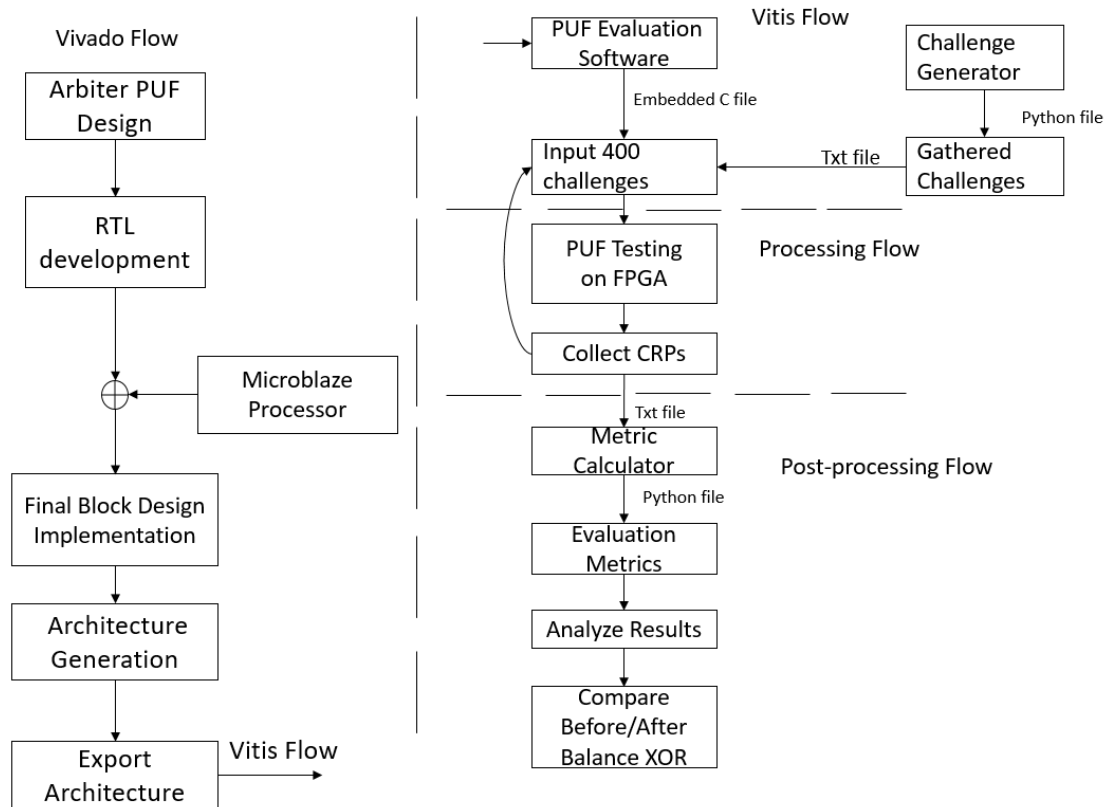 Vivado Flow
Arbiter PUF
Design
RTL
development
Microblaze
Processor
Final Block Design
Implementation
Architecture
Generation
Export
Architecture
Vitis Flow
Vitis Flow
PUF Evaluation
Software
Embedded C file
Challenge
Generator
Python file
Gathered
Challenges
Txt file
Input 400
challenges
Processing Flow
PUF Testing
on FPGA
Collect CRPs
Txt file
Post-processing Flow
Metric
Calculator
Python file
Evaluation
Metrics
Analyze Results
Compare
Before/After
Balance XOR